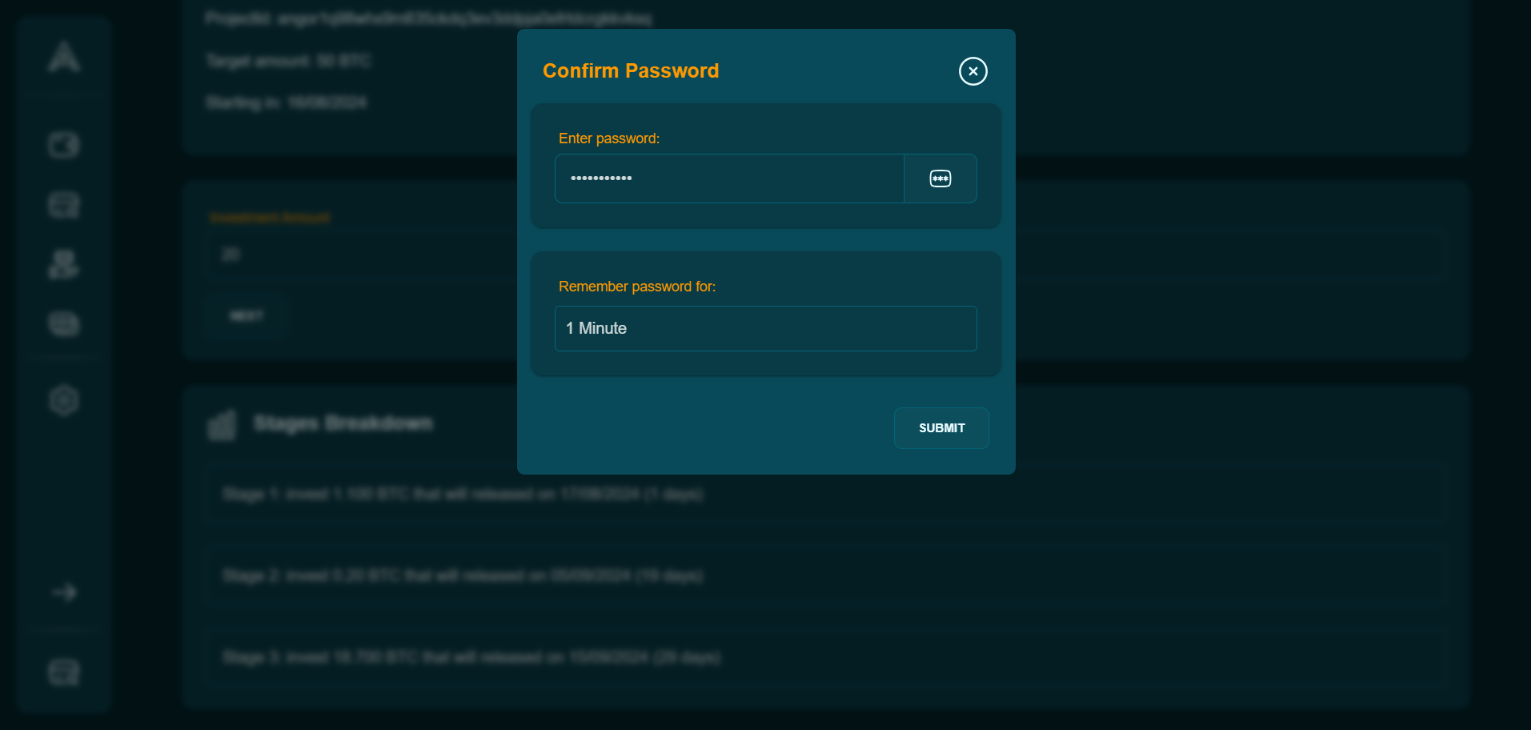 Target amount: 50 BTC
Starting in: 16/08/2024
Confirm Password
Enter password:
•••••••••••
***
Remember password for:
1 Minute
SUBMIT
Investment Amount
20
NEXT
Stages Breakdown
Stage 1: invest 1.100 BTC that will released on 17/08/2024 (1 days)
Stage 2: invest 0.20 BTC that will released on 05/09/2024 (19 days)
Stage 3: invest 18.700 BTC that will released on 15/09/2024 (29 days)